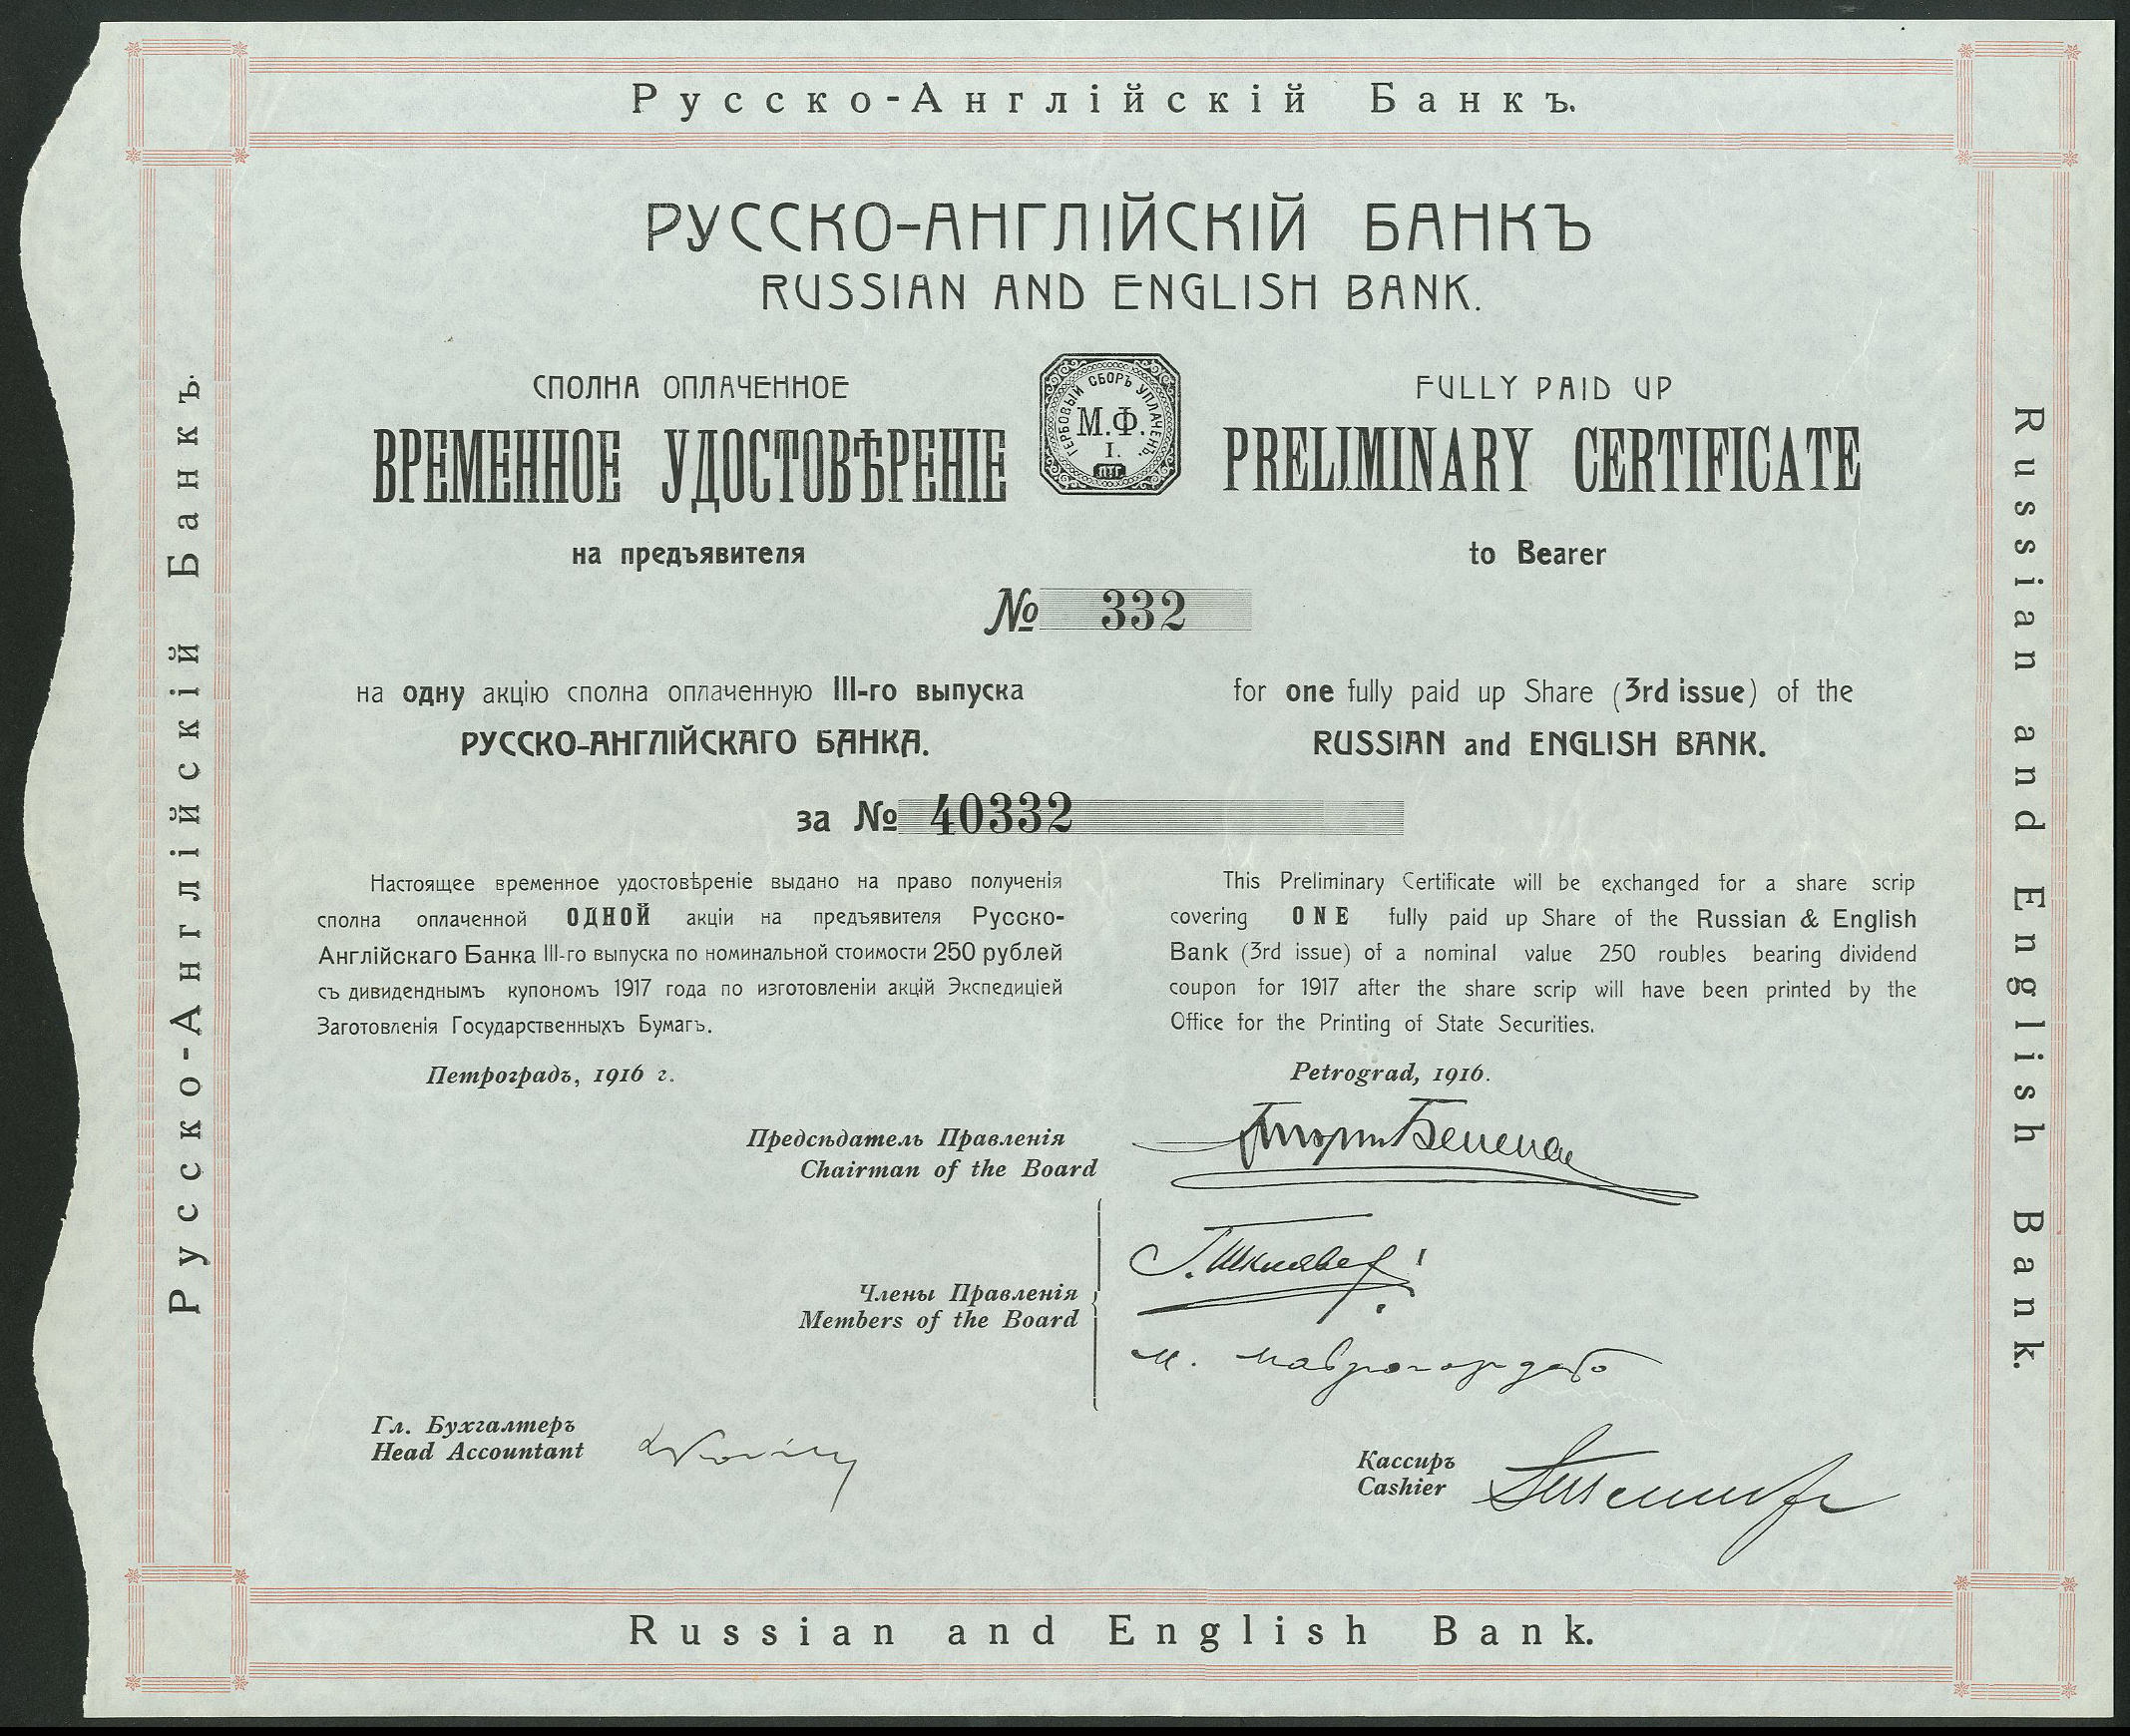 Русско-Англійскій Банкъ.
РУССКО-АНГЛІЙСКІЙ БАНКЪ
RUSSIAN AND ENGLISH BANK.
СПОЛНА ОПЛАЧЕННОЕ
ВРЕМЕННОЕ УДОСТОВѢРЕНІЕ
на предъявителя
ГЕРБОВЫЙ СБОРЪ УПЛАЧЕНЪ.
М.Ф.
I.
ПТГ
FULLY PAID UP
PRELIMINARY CERTIFICATE
to Bearer
№ 332
на одну акцію сполна оплаченную III-го выпуска
РУССКО-АНГЛІЙСКАГО БАНКА.
for one fully paid up Share (3rd issue) of the
RUSSIAN and ENGLISH BANK.
за № 40332
Настоящее временное удостовѣреніе выдано на право полученія
сполна оплаченной ОДНОЙ акціи на предъявителя Русско-
Англійскаго Банка III-го выпуска по номинальной стоимости 250 рублей
съ дивиденднымъ купономъ 1917 года по изготовленіи акцій Экспедиціей
Заготовленія Государственныхъ Бумагъ.
Петроградъ, 1916 г.
This Preliminary Certificate will be exchanged for a share scrip
covering ONE fully paid up Share of the Russian & English
Bank (3rd issue) of a nominal value 250 roubles bearing dividend
coupon for 1917 after the share scrip will have been printed by the
Office for the Printing of State Securities.
Petrograd, 1916.
Предсѣдатель Правленія
Chairman of the Board
Члены Правленія
Members of the Board
М. Маврогордато
Гл. Бухгалтеръ
Head Accountant
Кассиръ
Cashier
Russian and English Bank.
Русско-Англійскій Банкъ.
Russian and English Bank.